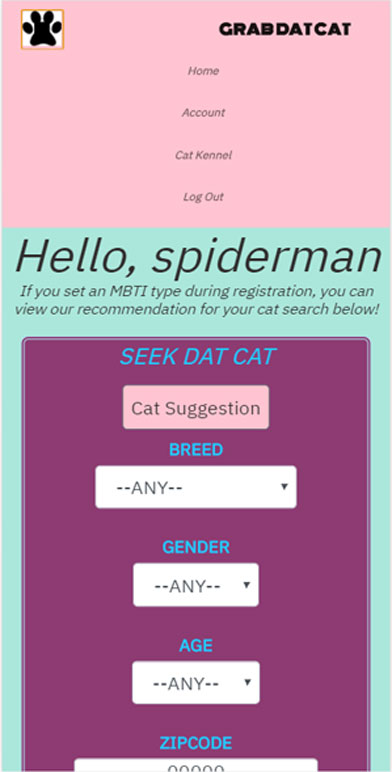 GRABDATCAT
Home
Account
Cat Kennel
Log Out
Hello, spiderman
If you set an MBTI type during registration, you can
view our recommendation for your cat search below!
SEEK DAT CAT
Cat Suggestion
BREED
--ANY--
GENDER
--ANY--
AGE
--ANY--
ZIPCODE
00000